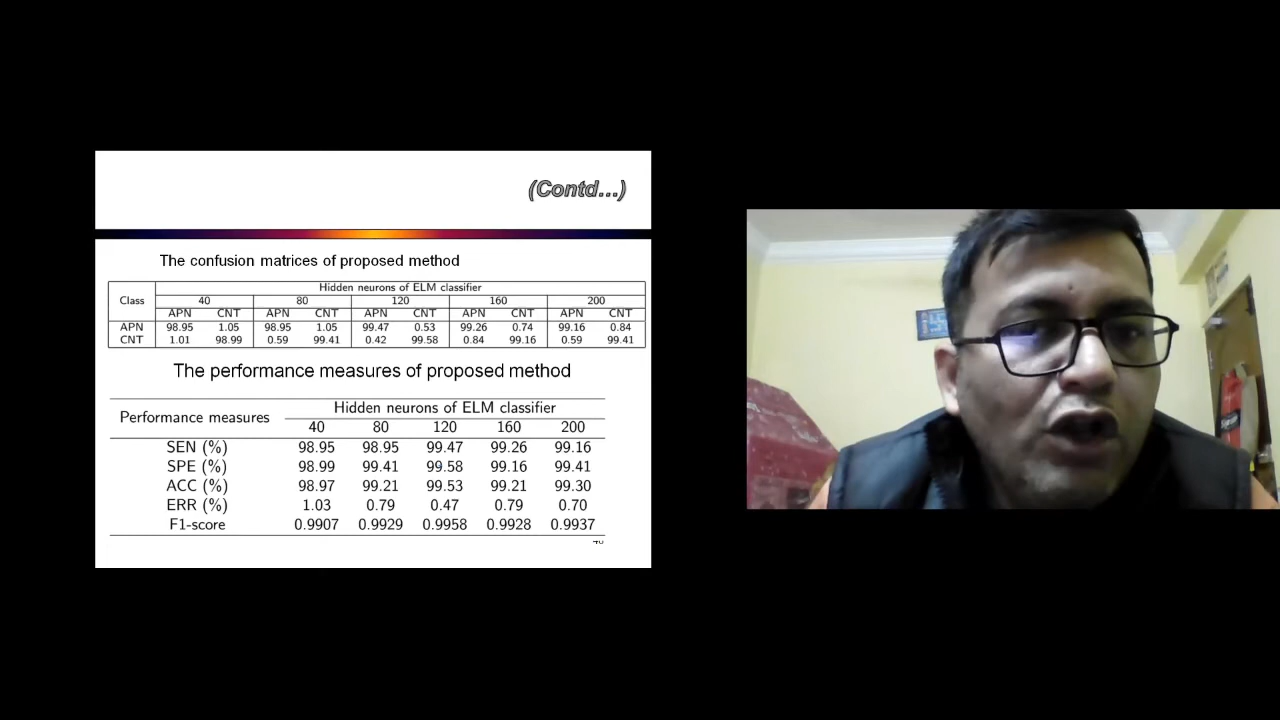 (Contd...)
The confusion matrices of proposed method
Class Hidden neurons of ELM classifier
40 80 120 160 200
APN CNT APN CNT APN CNT APN CNT APN CNT
APN 98.95 1.05 98.95 1.05 99.47 0.53 99.26 0.74 99.16 0.84
CNT 1.01 98.99 0.59 99.41 0.42 99.58 0.84 99.16 0.59 99.41
The performance measures of proposed method
Performance measures Hidden neurons of ELM classifier
40 80 120 160 200
SEN (%) 98.95 98.95 99.47 99.26 99.16
SPE (%) 98.99 99.41 99.58 99.16 99.41
ACC (%) 98.97 99.21 99.53 99.21 99.30
ERR (%) 1.03 0.79 0.47 0.79 0.70
F1-score 0.9907 0.9929 0.9958 0.9928 0.9937